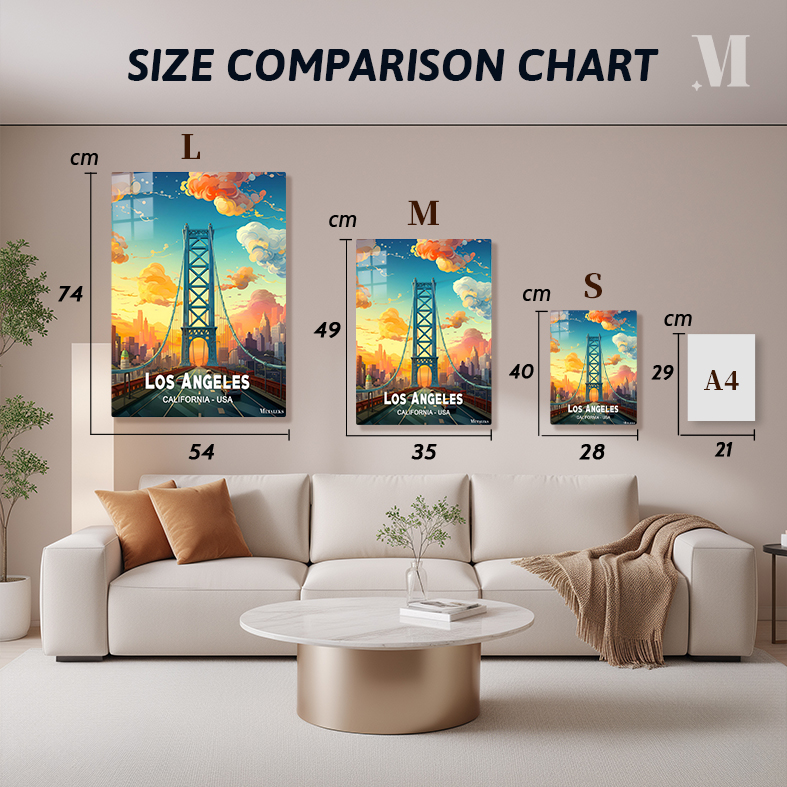 SIZE COMPARISON CHART
M
L
cm
74
54
LOS ANGELES
CALIFORNIA - USA
M
cm
49
35
LOS ANGELES
CALIFORNIA - USA
S
cm
40
28
LOS ANGELES
CALIFORNIA - USA
cm
29
21
A4